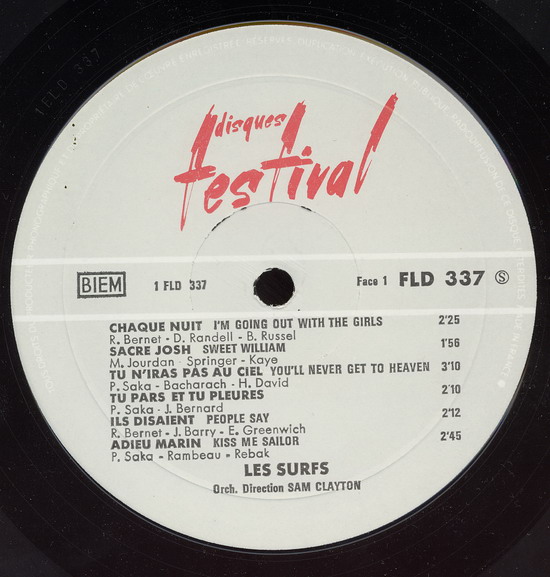 1 FLD 337
disques
festival
BIEM
1 FLD 337
Face 1 FLD 337 S
CHAQUE NUIT I'M GOING OUT WITH THE GIRLS 2'25
R. Bernet - D. Randell - B. Russel
SACRE JOSH SWEET WILLIAM 1'56
M. Jourdan - Springer - Kaye
TU N'IRAS PAS AU CIEL YOU'LL NEVER GET TO HEAVEN 3'10
P. Saka - Bacharach - H. David
TU PARS ET TU PLEURES 2'10
P. Saka - J. Bernard
ILS DISAIENT PEOPLE SAY 2'12
R. Bernet - J. Barry - E. Greenwich
ADIEU MARIN KISS ME SAILOR 2'45
P. Saka - Rambeau - Rebak
LES SURFS
Orch. Direction SAM CLAYTON